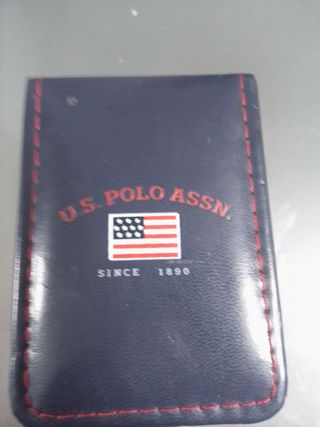 U.S. POLO ASSN.
SINCE 1890